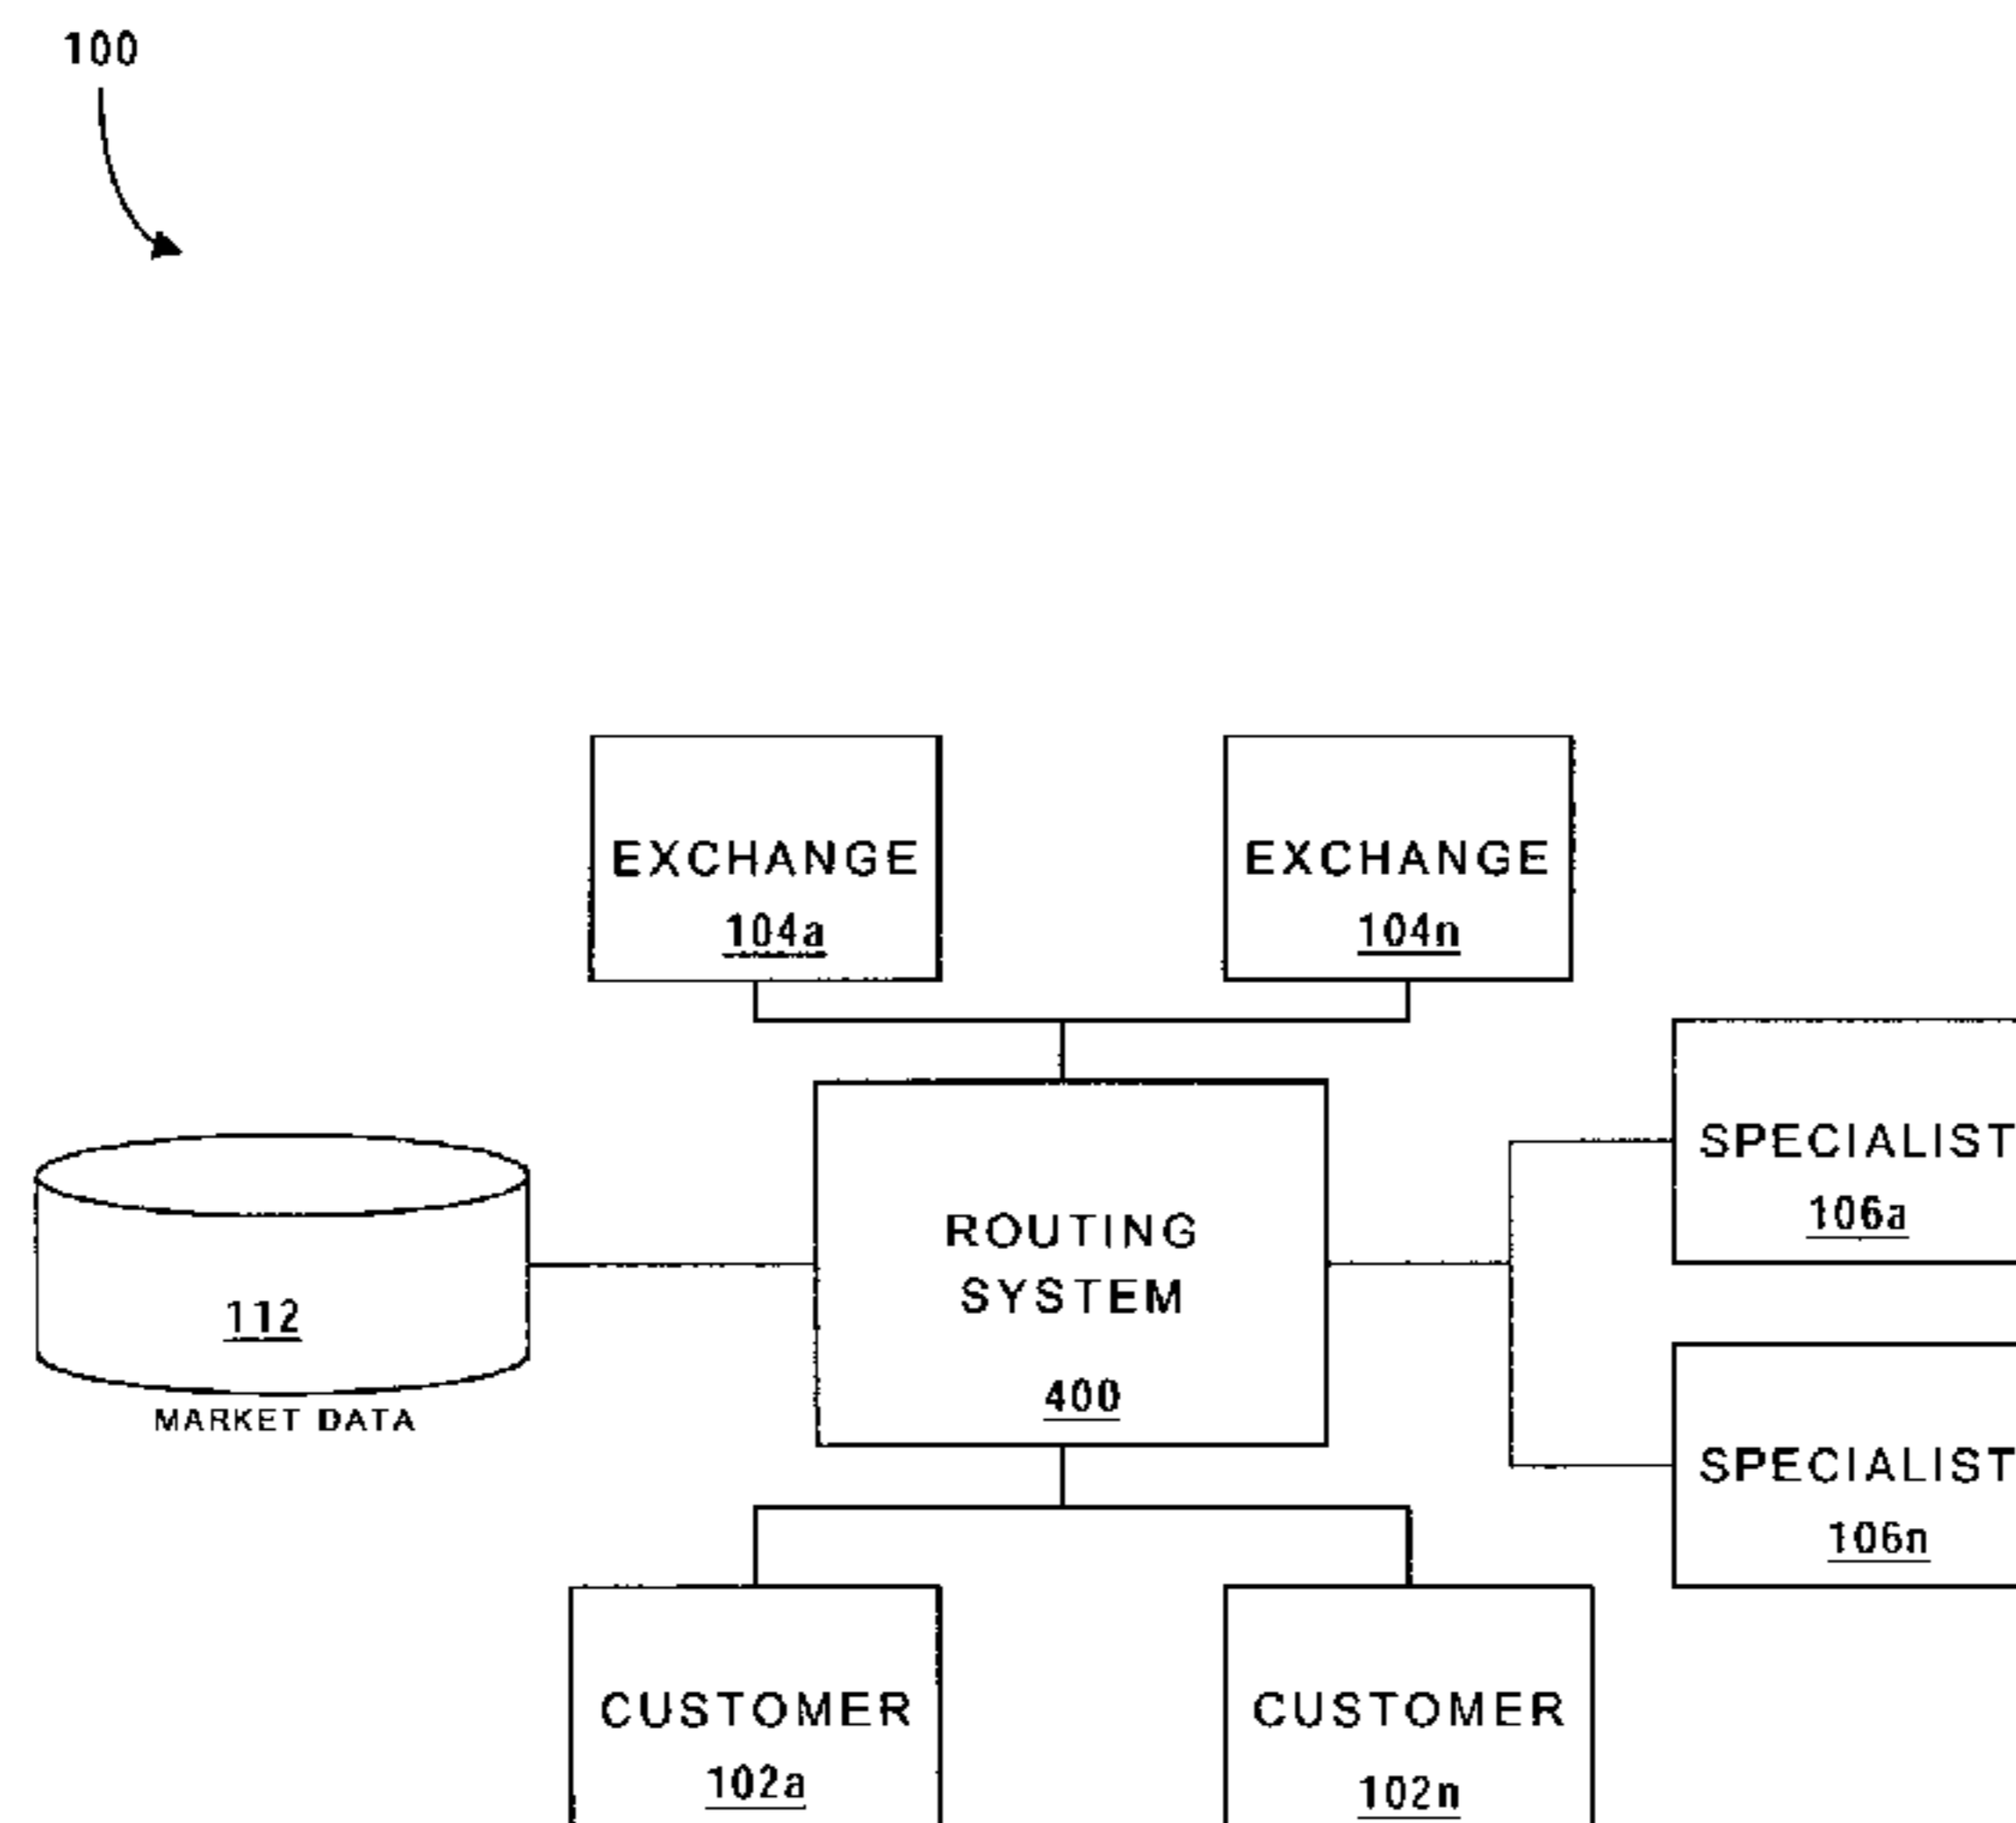 100
EXCHANGE
104a
EXCHANGE
104n
SPECIALIST
106a
ROUTING
SYSTEM
400
112
MARKET DATA
SPECIALIST
106n
CUSTOMER
102a
CUSTOMER
102n